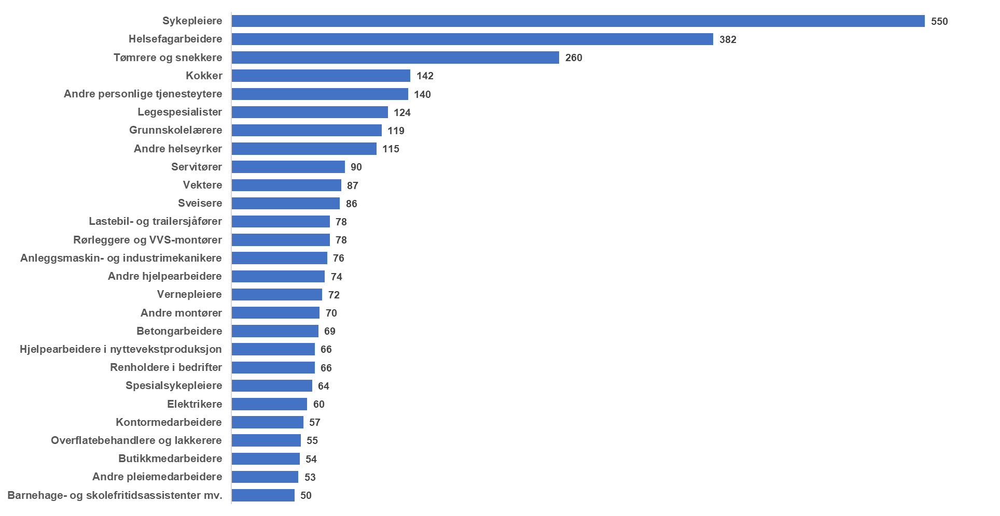 Sykepleiere 550
Helsefagarbeidere 382
Tømrere og snekkere 260
Kokker 142
Andre personlige tjenesteytere 140
Legespesialister 124
Grunnskolelærere 119
Andre helseyrker 115
Servitører 90
Vektere 87
Sveisere 86
Lastebil- og trailersjåfører 78
Rørleggere og VVS-montører 78
Anleggsmaskin- og industrimekanikere 76
Andre hjelpearbeidere 74
Vernepleiere 72
Andre montører 70
Betongarbeidere 69
Hjelpearbeidere i nyttevekstproduksjon 66
Renholdere i bedrifter 66
Spesialsykepleiere 64
Elektrikere 60
Kontormedarbeidere 57
Overflatebehandlere og lakkerere 55
Butikkmedarbeidere 54
Andre pleiemedarbeidere 53
Barnehage- og skolefritidsassistenter mv. 50